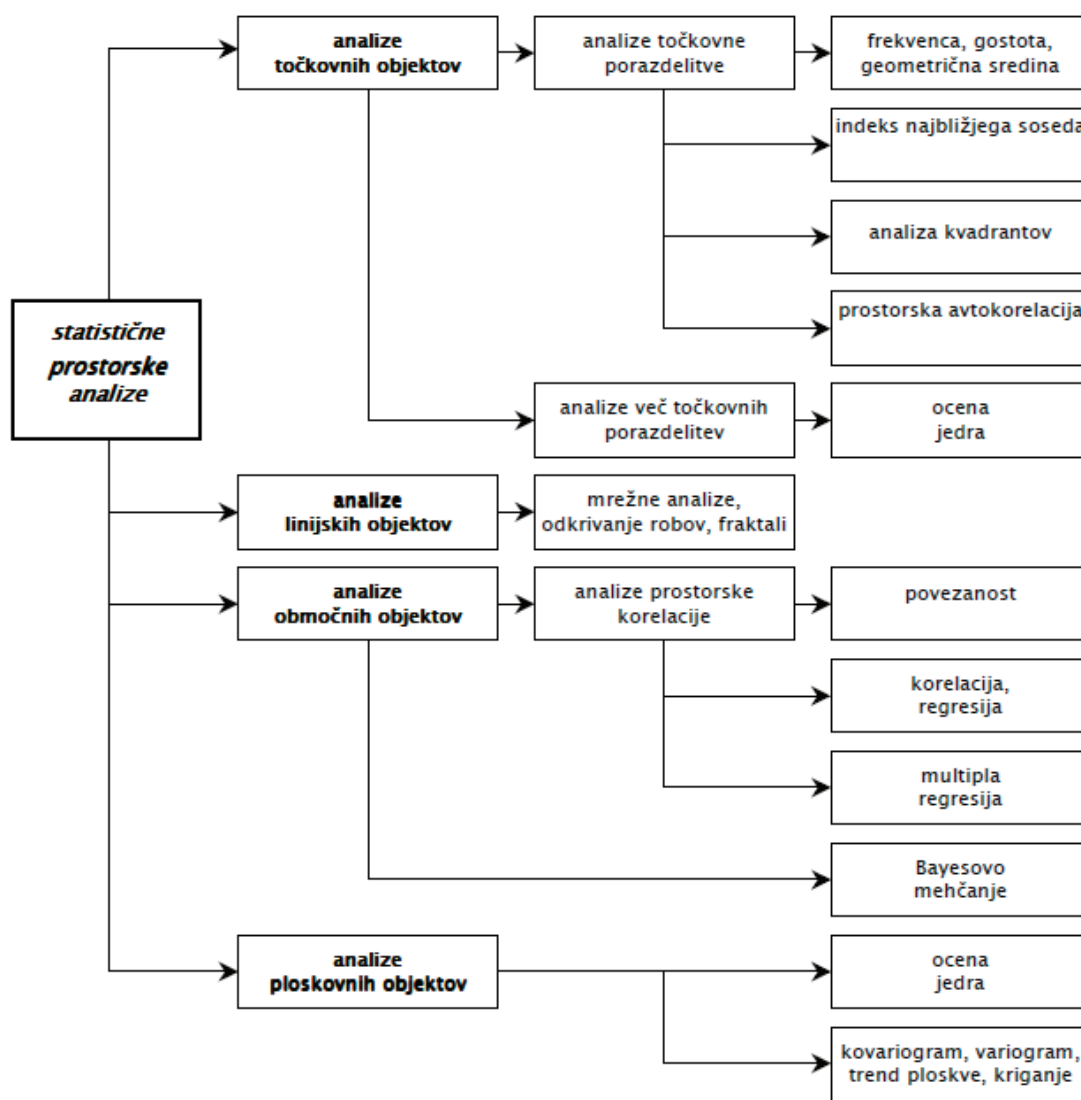 statistične
prostorske
analize
analize
točkovnih objektov
analize točkovne
porazdelitve
frekvenca, gostota,
geometrična sredina
indeks najbližjega soseda
analiza kvadrantov
prostorska avtokorelacija
analize več točkovnih
porazdelitev
ocena
jedra
analize
linijskih objektov
mrežne analize,
odkrivanje robov, fraktali
analize
območnih objektov
analize prostorske
korelacije
povezanost
korelacija,
regresija
multipla
regresija
Bayesovo
mehčanje
analize
ploskovnih objektov
ocena
jedra
kovariogram, variogram,
trend ploskve, kriganje